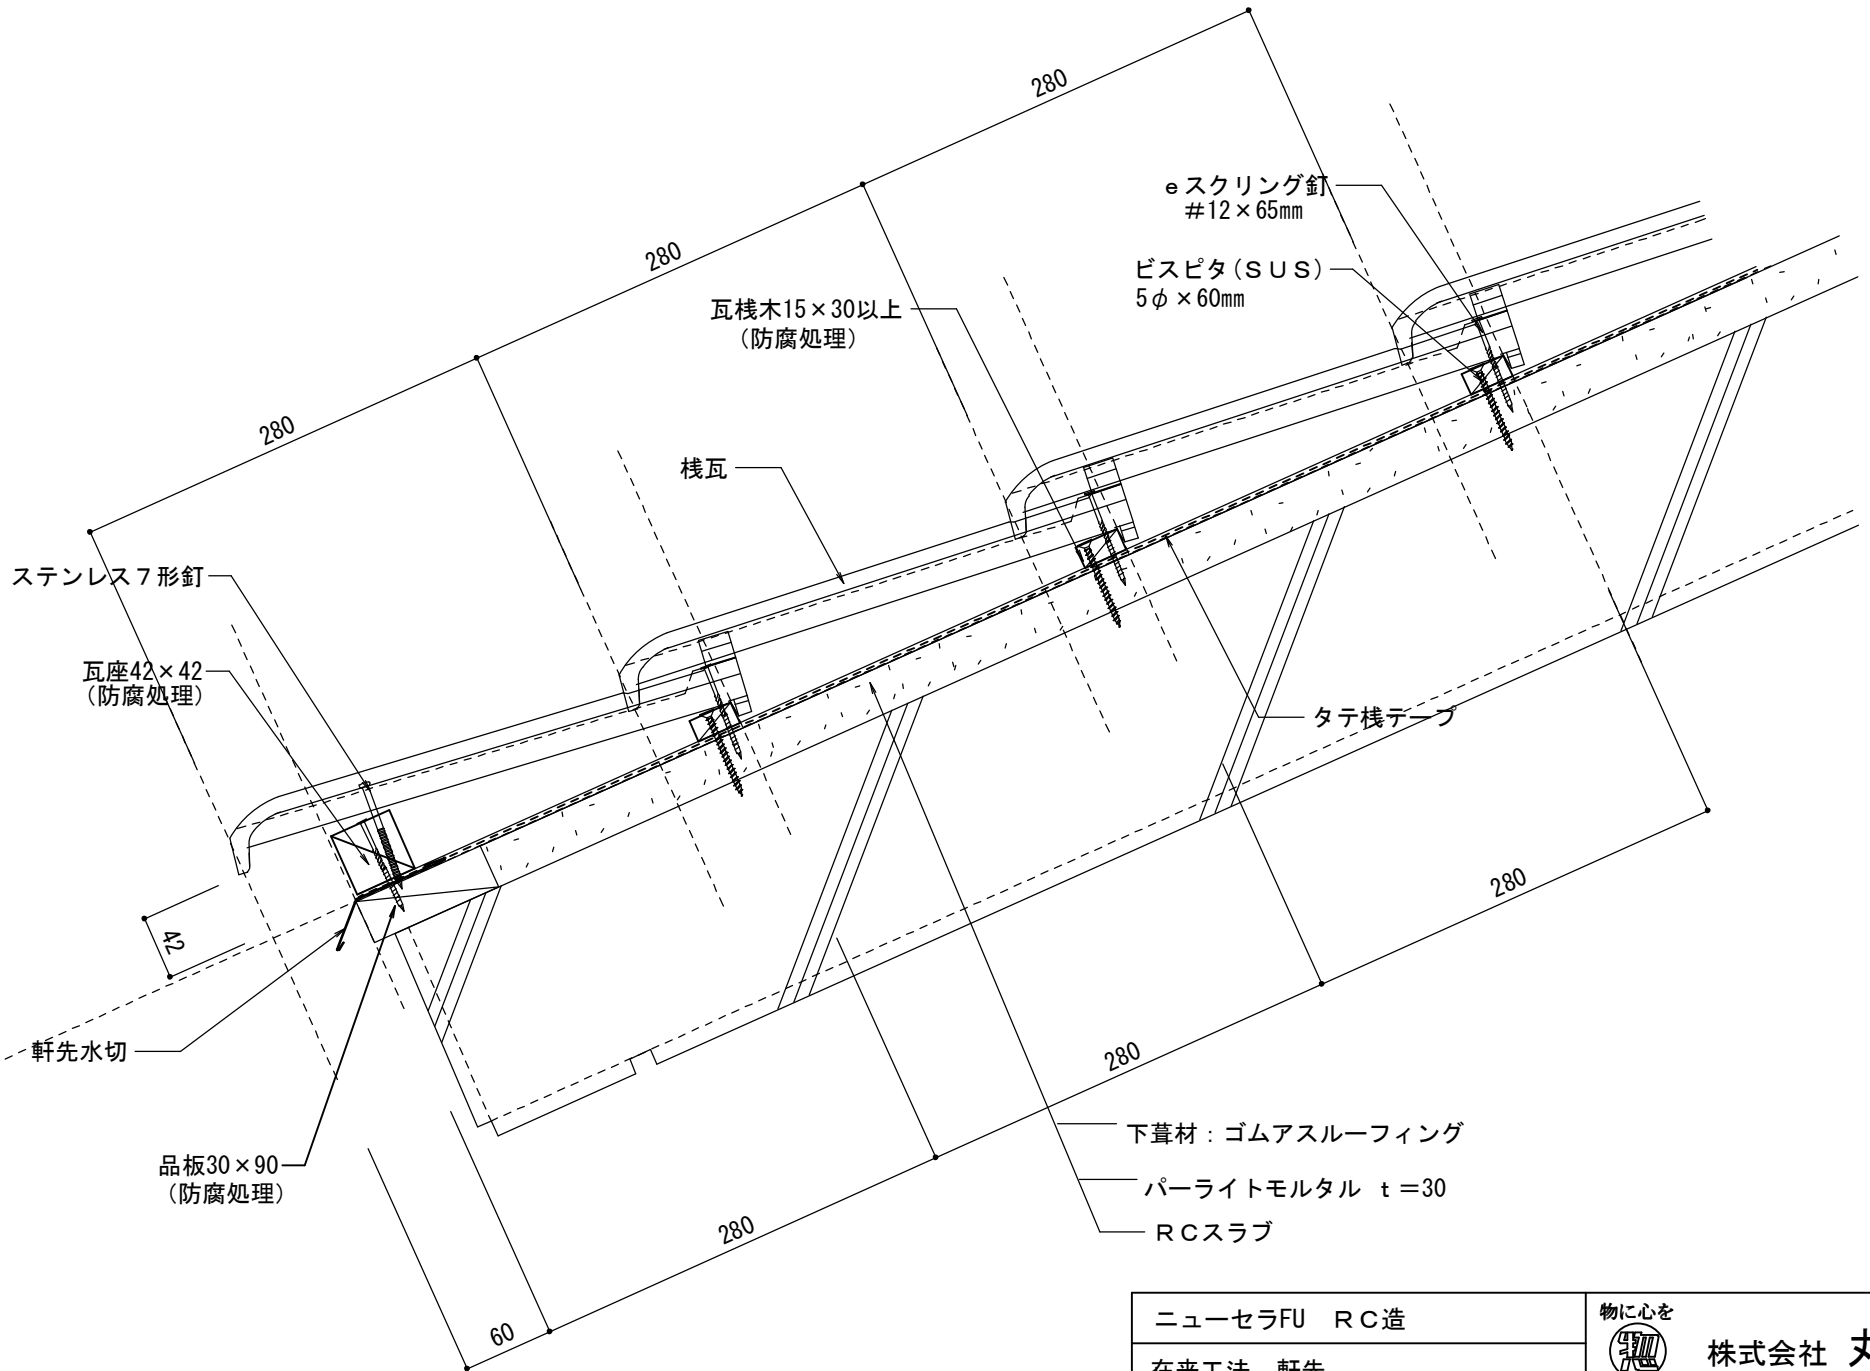 280
280
280
eスクリング釘
#12×65mm
ビスピタ(SUS)
5φ×60mm
瓦桟木15×30以上
(防腐処理)
桟瓦
ステンレス7形釘
瓦座42×42
(防腐処理)
タテ桟テープ
42
軒先水切
品板30×90
(防腐処理)
280
280
280
60
下葺材：ゴムアスルーフィング
パーライトモルタル t=30
RCスラブ
ニューセラFU RC造
物に心を
株式会社